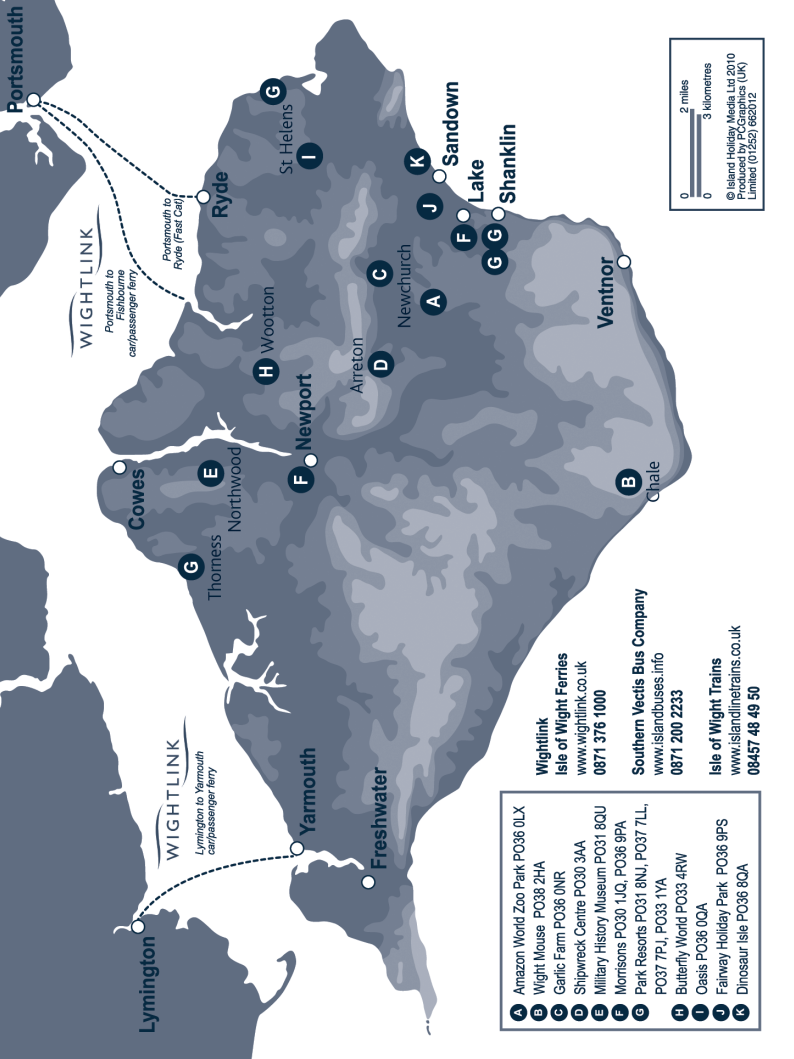 Portsmouth
WIGHTLINK
Portsmouth to
Fishbourne
car/passenger ferry
Portsmouth to
Ryde (Fast Cat)
Ryde
G
St Helens
I
K
Sandown
J
Lake
F
Shanklin
G
G
C
Newchurch
A
H
Wootton
Arreton
D
Newport
F
Cowes
E
Northwood
G
Thorness
Ventnor
B
Chale
WIGHTLINK
Lymington to Yarmouth
car/passenger ferry
Lymington
Yarmouth
Freshwater
0 2 miles
0 3 kilometres
© Island Holiday Media Ltd 2010
Produced by PCGraphics (UK)
Limited (01252) 662012
A Amazon World Zoo Park PO36 0LX
B Wight Mouse PO38 2HA
C Garlic Farm PO36 0NR
D Shipwreck Centre PO30 3AA
E Military History Museum PO31 8QU
F Morrisons PO30 1JQ, PO36 9PA
G Park Resorts PO31 8NJ, PO37 7LL,
PO37 7PJ, PO33 1YA
H Butterfly World PO33 4RW
I Oasis PO36 0QA
J Fairway Holiday Park PO36 9PS
K Dinosaur Isle PO36 8QA
Wightlink
Isle of Wight Ferries
www.wightlink.co.uk
0871 376 1000
Southern Vectis Bus Company
www.islandbuses.info
0871 200 2233
Isle of Wight Trains
www.islandlinetrains.co.uk
08457 48 49 50